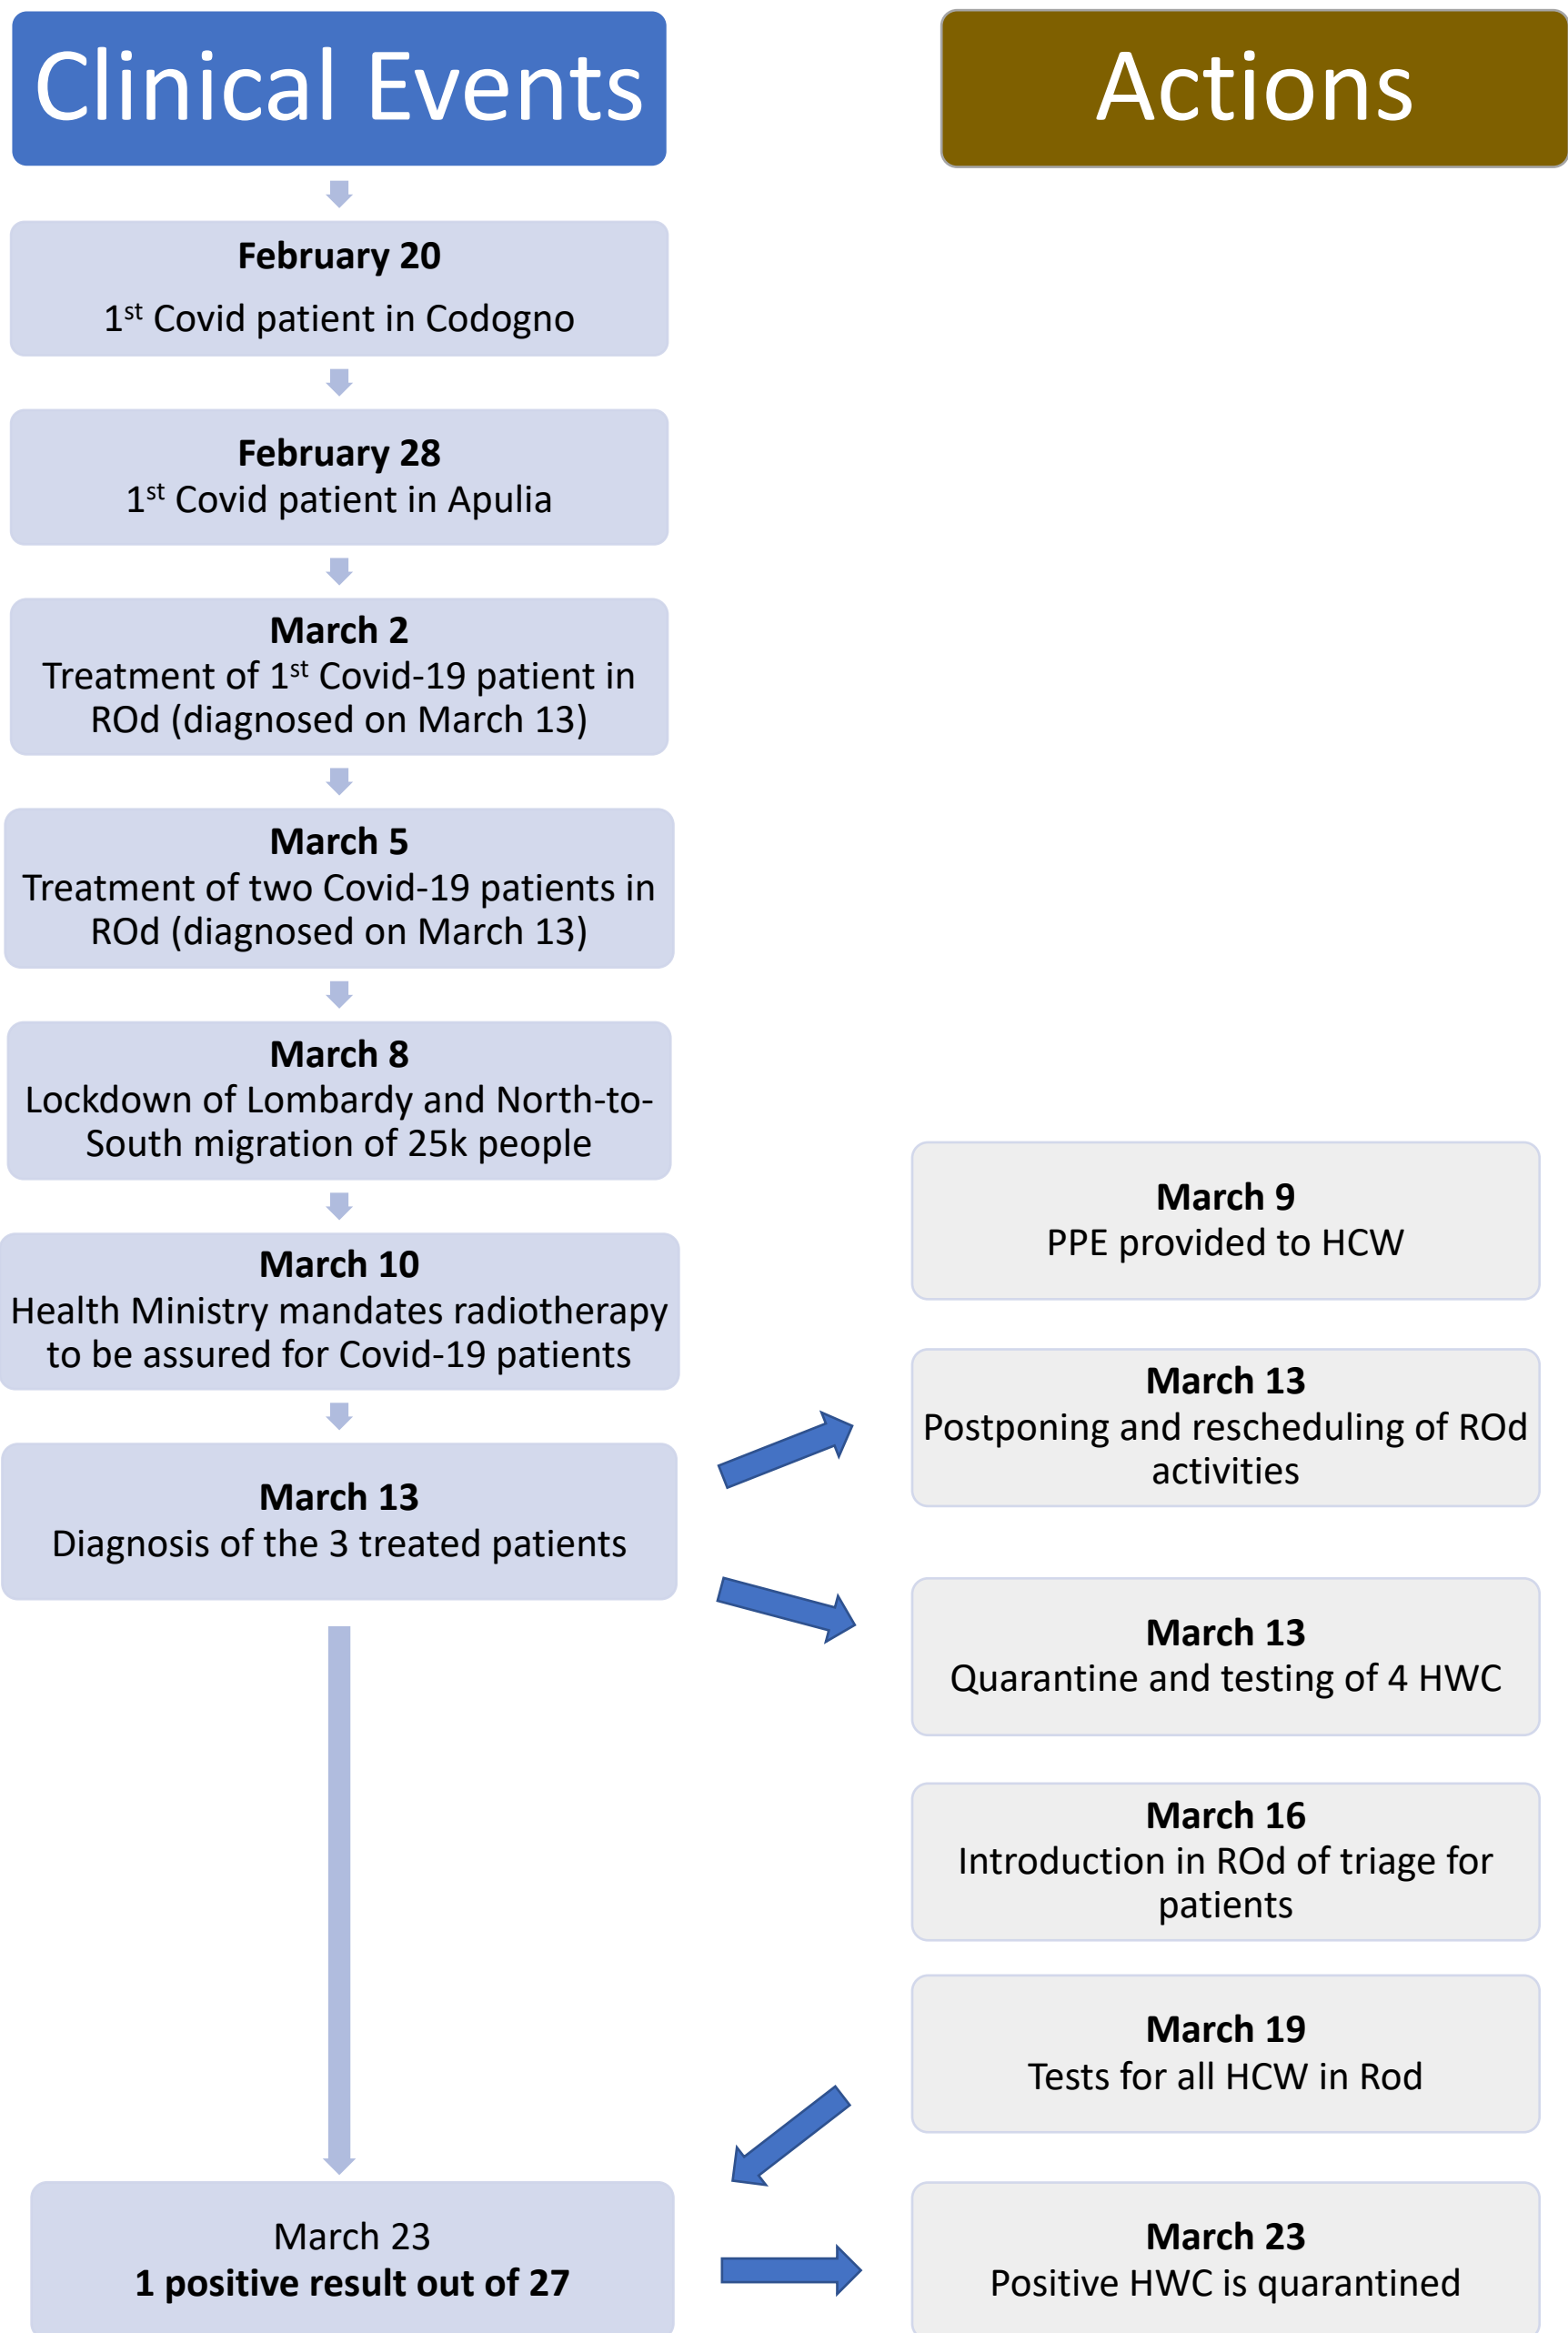 Clinical Events
Actions
February 20
1st Covid patient in Codogno
February 28
1st Covid patient in Apulia
March 2
Treatment of 1st Covid-19 patient in
ROd (diagnosed on March 13)
March 5
Treatment of two Covid-19 patients in
ROd (diagnosed on March 13)
March 8
Lockdown of Lombardy and North-to-
South migration of 25k people
March 9
PPE provided to HCW
March 10
Health Ministry mandates radiotherapy
to be assured for Covid-19 patients
March 13
Postponing and rescheduling of ROd
activities
March 13
Diagnosis of the 3 treated patients
March 13
Quarantine and testing of 4 HWC
March 16
Introduction in ROd of triage for
patients
March 19
Tests for all HCW in Rod
March 23
1 positive result out of 27
March 23
Positive HWC is quarantined